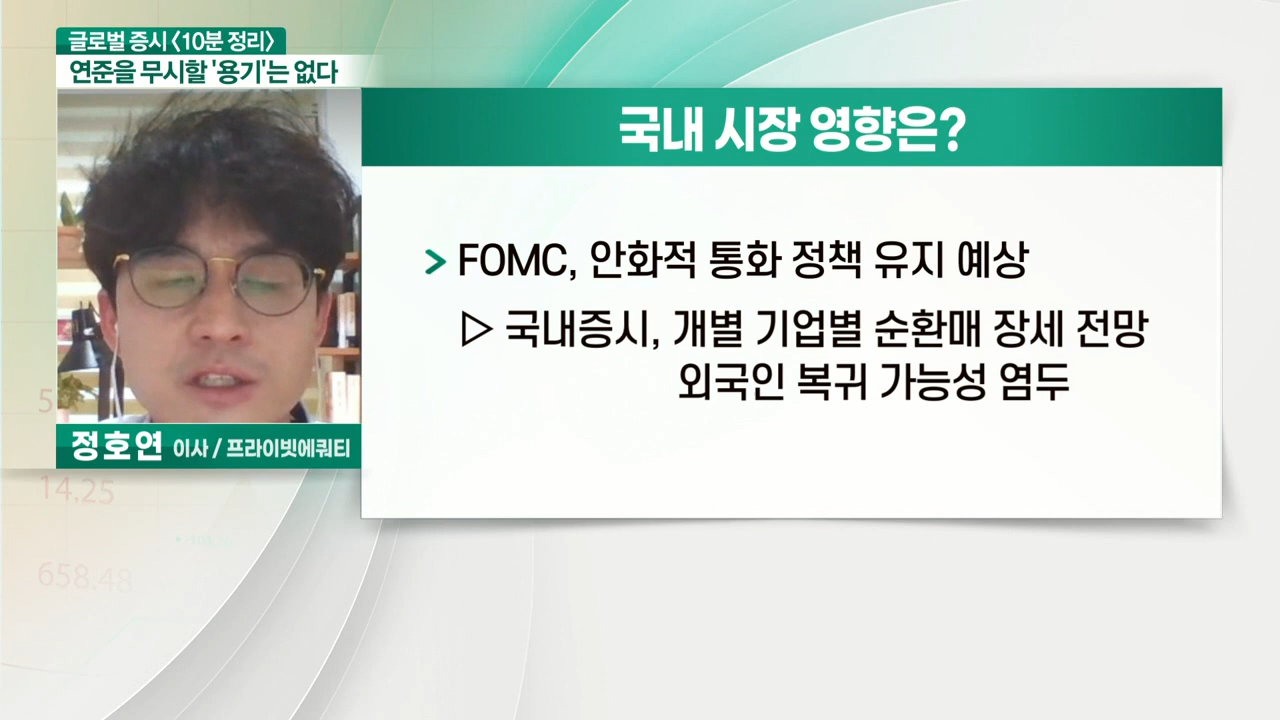 글로벌 증시 <10분 정리>
연준을 무시할 '용기'는 없다
국내 시장 영향은?
> FOMC, 안화적 통화 정책 유지 예상
▷ 국내증시, 개별 기업별 순환매 장세 전망
외국인 복귀 가능성 염두
정호연 이사 / 프라이빗에쿼티
14.25
658.48